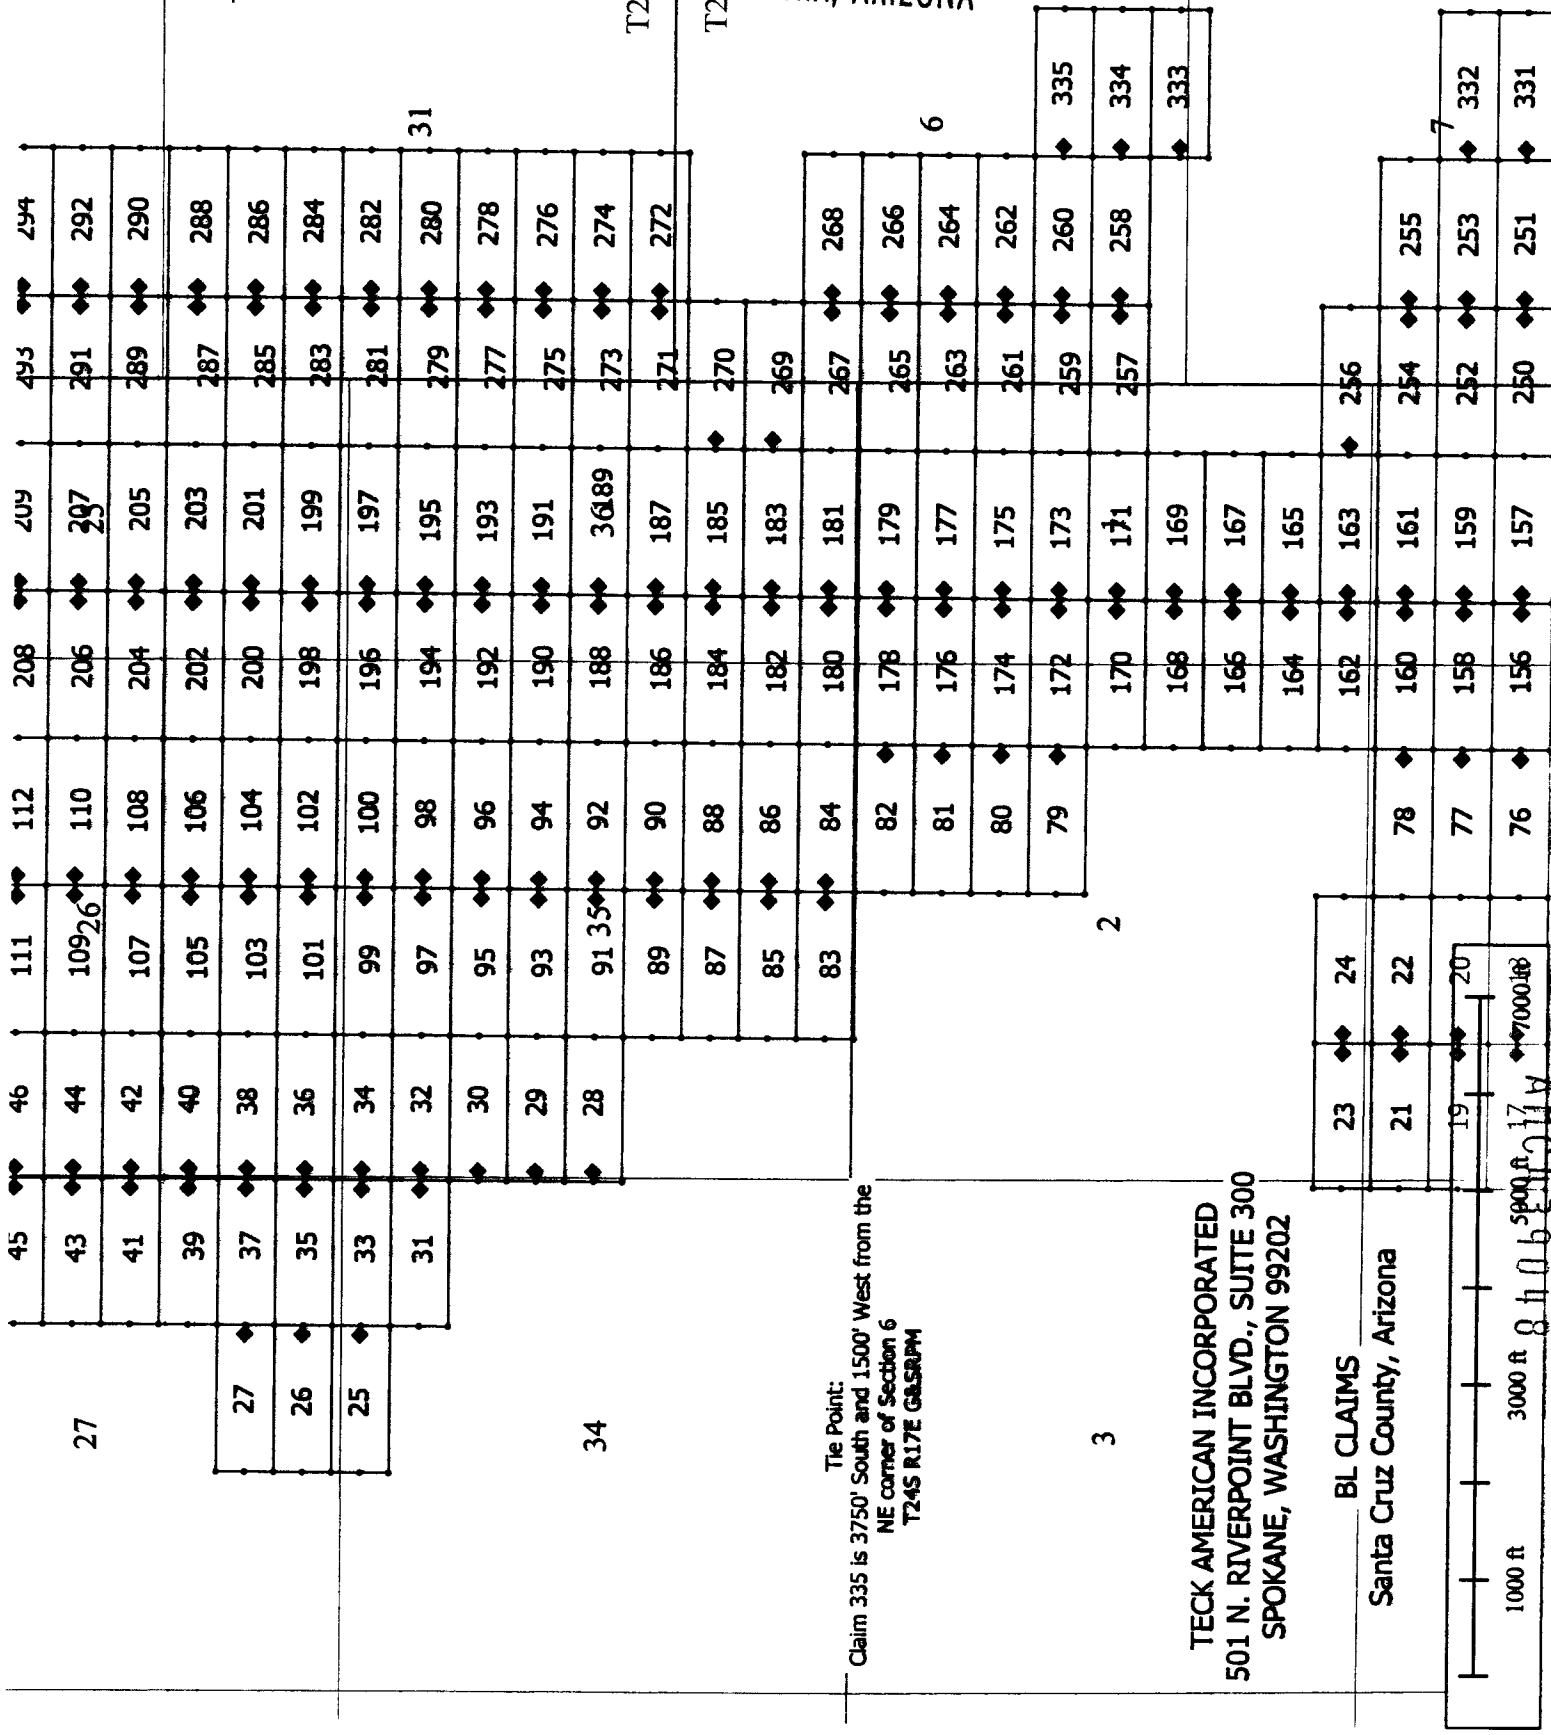 45 46 111 112 208 209 293 294
27 43 44 109 26 110 206 207 25 291 292
41 42 107 108 204 205 289 290
39 40 105 106 202 203 287 288
27 37 38 103 104 200 201 285 286
26 35 36 101 102 198 199 283 284
25 33 34 99 100 196 197 281 282
31 32 97 98 194 195 279 280 31
30 95 96 192 193 277 278
29 93 94 190 191 275 276
34 28 91 35 92 188 36 189 273 274
89 90 186 187 271 272
T2
87 88 184 185 270
T2
85 86 182 183 269
83 84 180 181 267 268
ARIZONA
82 178 179 265 266
81 176 177 263 264 6
80 174 175 261 262
79 172 173 259 260 335
170 171 1 257 258 334
168 169 333
166 167
164 165
23 24 162 163 256
21 22 78 160 161 254 255
19 20 77 158 159 252 253 7 332
17 18 76 156 157 250 251 331
2
3
Tie Point:
Claim 335 is 3750' South and 1500' West from the
NE corner of Section 6
T24S R17E G&SRPM
TECK AMERICAN INCORPORATED
501 N. RIVERPOINT BLVD., SUITE 300
SPOKANE, WASHINGTON 99202
BL CLAIMS
Santa Cruz County, Arizona
1000 ft 3000 ft 5000 ft 7000 ft